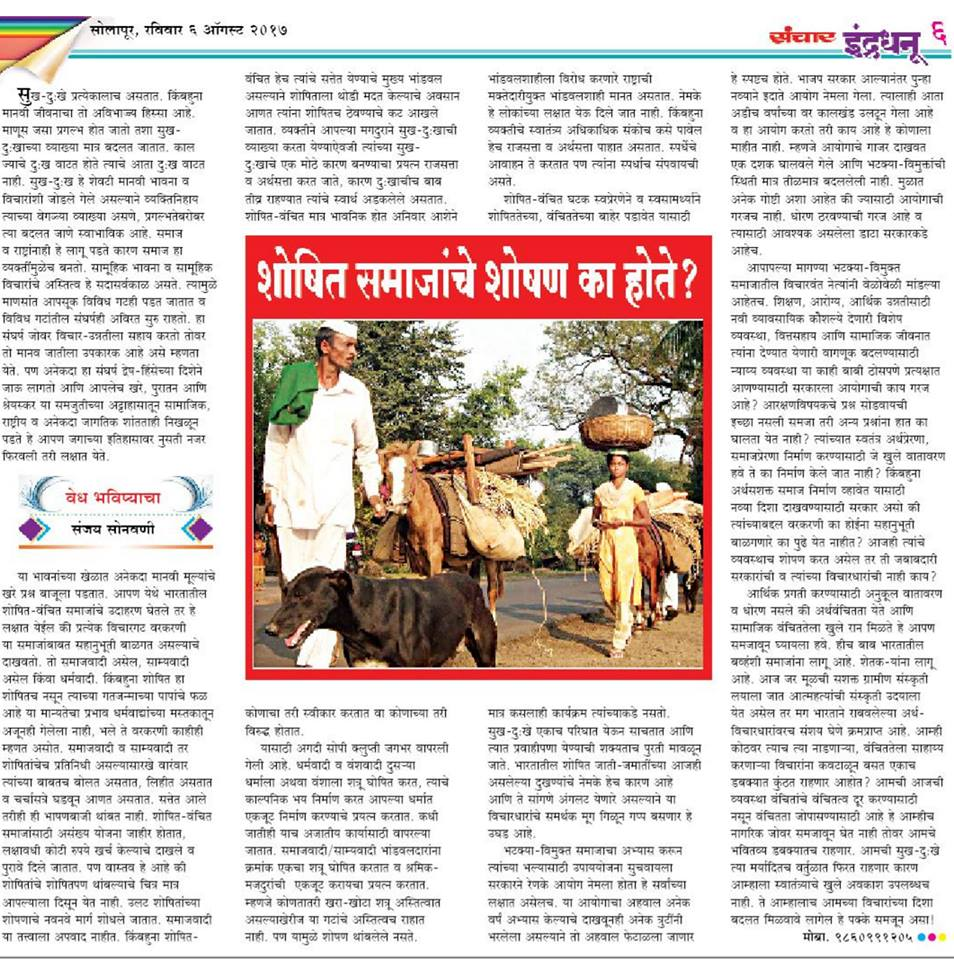 सोलापूर, रविवार ६ ऑगस्ट २०१७
संचार इंद्रधनू ६
सुख-दु:खे प्रत्येकालाच असतात. किंबहुना
मानवी जीवनाचा तो अविभाज्य हिस्सा आहे.
माणूस जसा प्रगल्भ होत जातो तशा सुख-
दु:खाच्या व्याख्या मात्र बदलत जातात. काल
ज्याचे दु:ख वाटत होते त्याचे आता दु:ख वाटत
नाही. सुख-दु:ख हे शेवटी मानवी भावना व
विचारांशी जोडले गेले असल्याने व्यक्तिनिहाय
त्याच्या वेगळ्या व्याख्या असणे, प्रगल्भतेबरोबर
त्या बदलत जाणे स्वाभाविक आहे. समाज
व राष्ट्रांनाही हे लागू पडते कारण समाज हा
व्यक्तींमुळेच बनतो. सामूहिक भावना व सामूहिक
विचारांचे अस्तित्व हे सदासर्वकाळ असते. त्यामुळे
माणसांत आपसूक विविध गटही पडत जातात व
विविध गटांतील संघर्षही अविरत सुरु राहतो. हा
संघर्ष जोवर विचार-उन्नतीला सहाय करतो तोवर
तो मानव जातीला उपकारक आहे असे म्हणता
येते. पण अनेकदा हा संघर्ष द्वेष-हिंसेच्या दिशेने
जाऊ लागतो आणि आपलेच खरे, पुरातन आणि
श्रेयस्कर या समजुतीच्या अट्टाहासातून सामाजिक,
राष्ट्रीय व अनेकदा जागतिक शांतताही निखळून
पडते हे आपण जगाच्या इतिहासावर नुसती नजर
फिरवली तरी लक्षात येते.
वेध भविष्याचा
संजय सोनवणी
या भावनांच्या खेळात अनेकदा मानवी मूल्यांचे
खरे प्रश्न बाजूला पडतात. आपण येथे भारतातील
शोषित-वंचित समाजांचे उदाहरण घेतले तर हे
लक्षात येईल की प्रत्येक विचारगट वरकरणी
या समाजांबाबत सहानुभूती बाळगत असल्याचे
दाखवतो. तो समाजवादी असेल, साम्यवादी
असेल किंवा धर्मवादी. किंबहुना शोषित हा
शोषितच नसून त्याच्या गतजन्माच्या पापांचे फळ
आहे या मान्यतेचा प्रभाव धर्मवाद्यांच्या मस्तकातून
अजूनही गेलेला नाही, भले ते वरकरणी काहीही
म्हणत असोत. समाजवादी व साम्यवादी तर
शोषितांचेच प्रतिनिधी असल्यासारखे वारंवार
त्यांच्या बाबतच बोलत असतात, लिहीत असतात
व चर्चासत्रे घडवून आणत असतात. सत्तेत आले
तरीही ही भाषणबाजी थांबत नाही. शोषित-वंचित
समाजांसाठी असंख्य योजना जाहीर होतात,
लक्षावधी कोटी रुपये खर्च केल्याचे दाखले व
पुरावे दिले जातात. पण वास्तव हे आहे की
शोषितांचे शोषितपण थांबल्याचे चित्र मात्र
आपल्याला दिसून येत नाही. उलट शोषितांच्या
शोषणाचे नवनवे मार्ग शोधले जातात. समाजवादी
या तत्त्वाला अपवाद नाहीत. किंबहुना शोषित-
वंचित हेच त्यांचे सत्तेत येण्याचे मुख्य भांडवल
असल्याने शोषिताला थोडी मदत केल्याचे अवसान
आणत त्यांना शोषितच ठेवण्याचे कट आखले
जातात. व्यक्तीने आपल्या मगदुराने सुख-दु:खाची
व्याख्या करता येण्याऐवजी त्यांच्या सुख-
दु:खाचे एक मोठे कारण बनण्याचा प्रयत्न राजसत्ता
व अर्थसत्ता करत जाते, कारण दु:खाचीच बाब
तीव्र राहण्यात त्यांचे स्वार्थ अडकलेले असतात.
शोषित-वंचित मात्र भावनिक होत अनिवार आशेने
शोषित समाजांचे शोषण का होते?
कोणाचा तरी स्वीकार करतात वा कोणाच्या तरी
विरुद्ध होतात.
यासाठी अगदी सोपी क्लुप्ती जगभर वापरली
गेली आहे. धर्मवादी व वंशवादी दुसऱ्या
धर्माला अथवा वंशाला शत्रू घोषित करत, त्याचे
काल्पनिक भय निर्माण करत आपल्या धर्मात
एकजूट निर्माण करण्याचे प्रयत्न करतात. कधी
जातीही याच अजातीय कार्यासाठी वापरल्या
जातात. समाजवादी/साम्यवादी भांडवलदारांना
क्रमांक एकचा शत्रू घोषित करतात व श्रमिक-
मजदुरांची एकजूट करायचा प्रयत्न करतात.
म्हणजे कोणतातरी खरा-खोटा शत्रू अस्तित्वात
असल्याखेरीज या गटांचे अस्तित्वच राहात
नाही. पण यामुळे शोषण थांबलेले नसते.
भांडवलशाहीला विरोध करणारे राष्ट्राची
मक्तेदारीयुक्त भांडवलशाही मानत असतात. नेमके
हे लोकांच्या लक्षात येऊ दिले जात नाही. किंबहुना
व्यक्तीचे स्वातंत्र्य अधिकाधिक संकोच कसे पावेल
हेच राजसत्ता व अर्थसत्ता पाहात असतात. स्पर्धेचे
आवाहन ते करतात पण त्यांना स्पर्धाच संपवायची
असते.
शोषित-वंचित घटक स्वप्रेरणेने व स्वसामर्थ्याने
शोषिततेच्या, वंचिततेच्या बाहेर पडावेत यासाठी
मात्र कसलाही कार्यक्रम त्यांच्याकडे नसतो.
सुख-दु:खे एकाच परिघात येऊन साचतात आणि
त्यात प्रवाहीपणा येण्याची शक्यताच पुरती मावळून
जाते. भारतातील शोषित जाती-जमातींच्या आजही
असलेल्या दुखण्यांचे नेमके हेच कारण आहे
आणि ते सांगणे अंगलट येणारे असल्याने या
विचारधारांचे समर्थक मूग गिळून गप्प बसणार हे
उघड आहे.
भटक्या-विमुक्त समाजाचा अभ्यास करून
त्यांच्या भल्यासाठी उपाययोजना सुचवायला
सरकारने रेणके आयोग नेमला होता हे सर्वांच्या
लक्षात असेलच. या आयोगाचा अहवाल अनेक
वर्ष अभ्यास केल्याचे दाखवूनही अनेक त्रुटींनी
भरलेला असल्याने तो अहवाल फेटाळला जाणार
हे स्पष्टच होते. भाजप सरकार आल्यानंतर पुन्हा
नव्याने इदाते आयोग नेमला गेला. त्यालाही आता
अडीच वर्षाच्या वर कालखंड उलटून गेला आहे
व हा आयोग करतो तरी काय आहे हे कोणाला
माहीत नाही. म्हणजे आयोगाचे गाजर दाखवत
एक दशक घालवले गेले आणि भटक्या-विमुक्तांची
स्थिती मात्र तीळमात्र बदललेली नाही. मुळात
अनेक गोष्टी अशा आहेत की ज्यासाठी आयोगाची
गरजच नाही. धोरण ठरवण्याची गरज आहे व
त्यासाठी आवश्यक असलेला डाटा सरकारकडे
आहेच.
आपापल्या मागण्या भटक्या-विमुक्त
समाजातील विचारवंत नेत्यांनी वेळोवेळी मांडल्या
आहेतच. शिक्षण, आरोग्य, आर्थिक उन्नतीसाठी
नवी व्यावसायिक कौशल्ये देणारी विशेष
व्यवस्था, वित्तसहाय आणि सामाजिक जीवनात
त्यांना देण्यात येणारी वागणूक बदलण्यासाठी
न्याय्य व्यवस्था या काही बाबी ठोसपणे प्रत्यक्षात
आणण्यासाठी सरकारला आयोगाची काय गरज
आहे? आरक्षणविषयकचे प्रश्न सोडवायची
इच्छा नसली समजा तरी अन्य प्रश्नांना हात का
घालता येत नाही? त्यांच्यात स्वतंत्र अर्थप्रेरणा,
समाजप्रेरणा निर्माण करण्यासाठी जे खुले वातावरण
हवे ते का निर्माण केले जात नाही? किंबहुना
अर्थसशक्त समाज निर्माण व्हावेत यासाठी
नव्या दिशा दाखवण्यासाठी सरकार असो की
त्यांच्याबद्दल वरकरणी का होईना सहानुभूती
बाळगणारे का पुढे येत नाहीत? आजही त्यांचे
व्यवस्थाच शोषण करत असेल तर ती जबाबदारी
सरकारांची व त्यांच्या विचारधारांची नाही काय?
आर्थिक प्रगती करण्यासाठी अनुकूल वातावरण
व धोरण नसले की अर्थवंचितता येते आणि
सामाजिक वंचिततेला खुले रान मिळते हे आपण
समजावून घ्यायला हवे. हीच बाब भारतातील
बव्हंशी समाजांना लागू आहे. शेतक-यांना लागू
आहे. आज जर मूळची सशक्त ग्रामीण संस्कृती
लयाला जात आत्महत्यांची संस्कृती उदयाला
येत असेल तर मग भारताने राबवलेल्या अर्थ-
विचारधारांवरच संशय घेणे क्रमप्राप्त आहे. आम्ही
कोठवर त्याच त्या नाडणाऱ्या, वंचिततेला साहाय्य
करणाऱ्या विचारांना कवटाळून बसत एकाच
डबक्यात कुंठत राहणार आहोत? आमची आजची
व्यवस्था वंचितांचे वंचितत्व दूर करण्यासाठी
नसून वंचितता जोपासण्यासाठी आहे हे आम्हीच
नागरिक जोवर समजावून घेत नाही तोवर आमचे
भवितव्य डबक्यातच राहणार. आमची सुख-दु:खे
त्या मर्यादितच वर्तुळात फिरत राहणार कारण
आम्हाला स्वातंत्र्याचे खुले अवकाश उपलब्धच
नाही. ते आम्हालाच आमच्या विचारांच्या दिशा
बदलत मिळवावे लागेल हे पक्के समजून असा!
मोबा. ९८६०९९१२०५